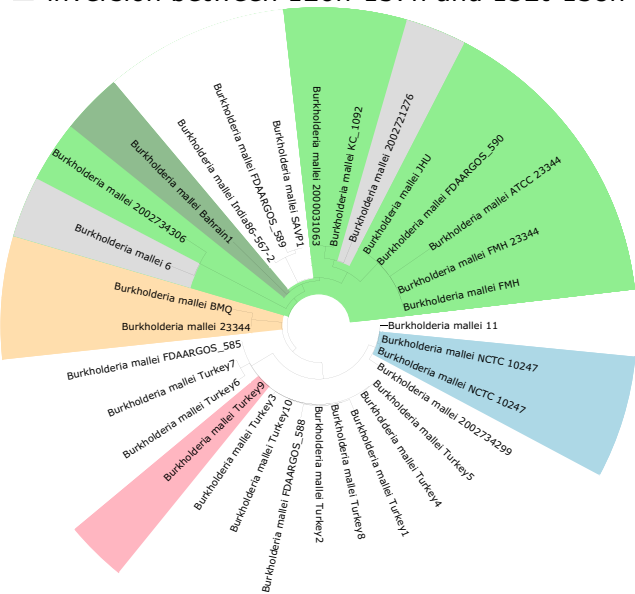 Inversion between
Burkholderia mallei SAVP1
Burkholderia mallei 2000031063
Burkholderia mallei KC_1092
Burkholderia mallei 2002721276
Burkholderia mallei JHU
Burkholderia mallei FDAARGOS_590
Burkholderia mallei ATCC 23344
Burkholderia mallei FMH 23344
Burkholderia mallei FMH
Burkholderia mallei 11
Burkholderia mallei NCTC 10247
Burkholderia mallei NCTC 10247
Burkholderia mallei 2002734299
Burkholderia mallei Turkey5
Burkholderia mallei Turkey4
Burkholderia mallei Turkey1
Burkholderia mallei Turkey8
Burkholderia mallei Turkey2
Burkholderia mallei FDAARGOS_588
Burkholderia mallei Turkey10
Burkholderia mallei Turkey3
Burkholderia mallei Turkey9
Burkholderia mallei Turkey6
Burkholderia mallei Turkey7
Burkholderia mallei FDAARGOS_585
Burkholderia mallei 23344
Burkholderia mallei BMQ
Burkholderia mallei 6
Burkholderia mallei 2002734306
Burkholderia mallei Bahrain1
Burkholderia mallei India86-567-2
Burkholderia mallei FDAARGOS_589